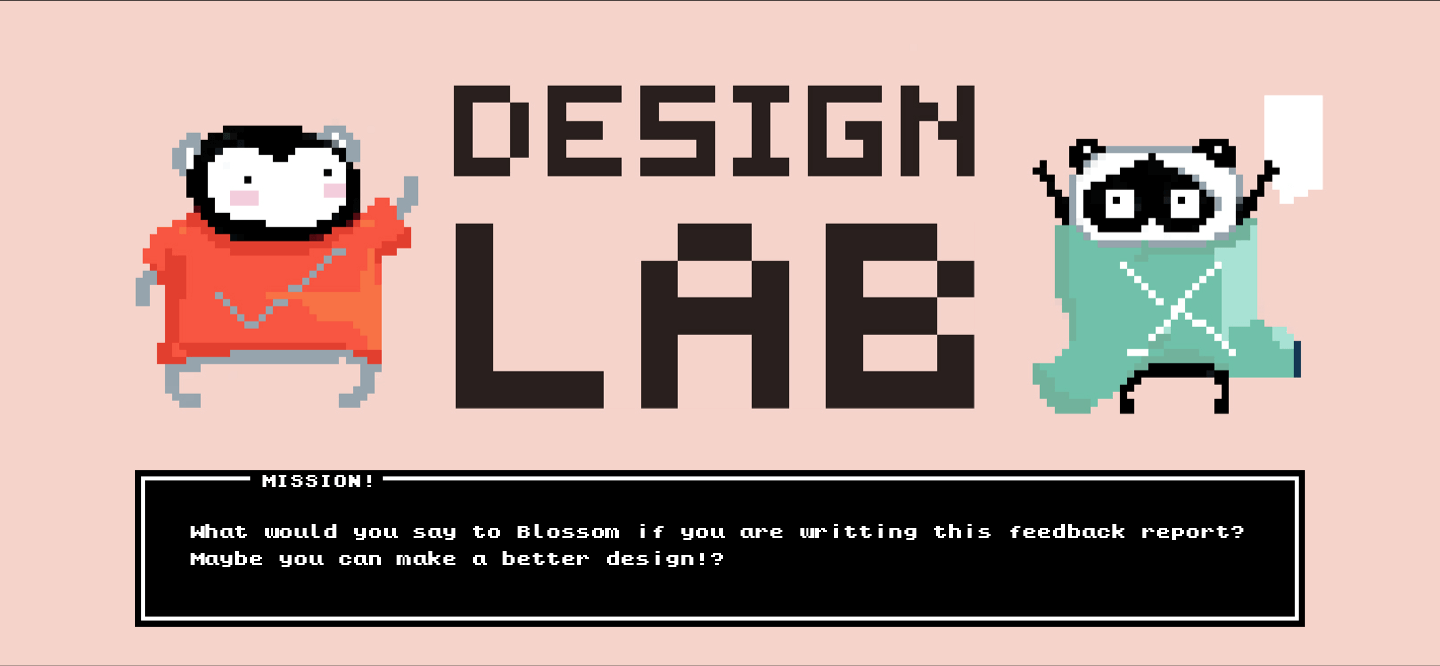 DESIGN
LAB
MISSION!
What would you say to Blossom if you are writting this feedback report?
Maybe you can make a better design!?